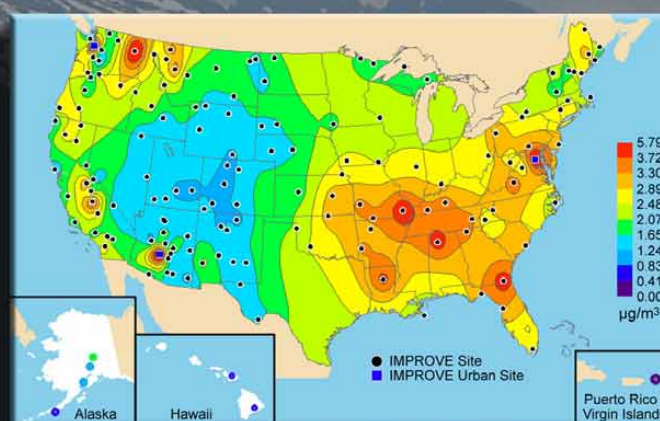 5.79
3.72
3.30
2.89
2.48
2.07
1.65
1.24
0.83
0.41
0.00
µg/m³
IMPROVE Site
IMPROVE Urban Site
Alaska
Hawaii
Puerto Rico
Virgin Island